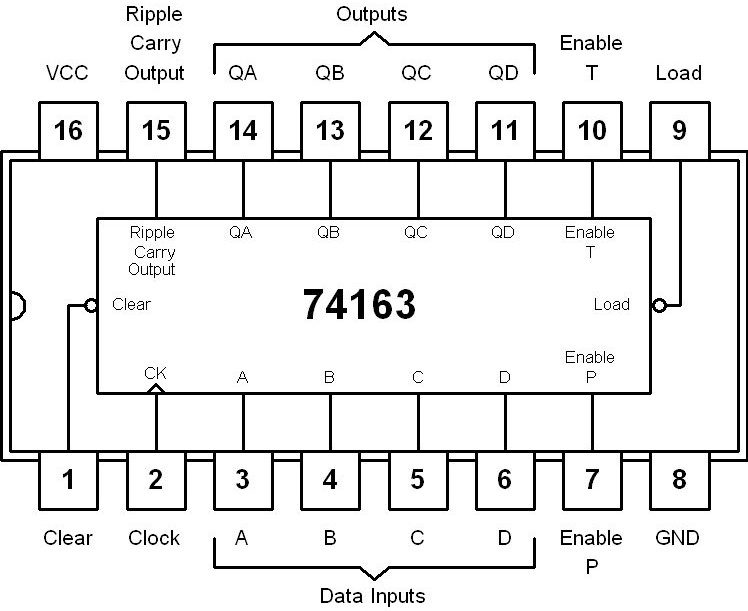 Ripple Outputs
Carry Enable
VCC Output QA QB QC QD T Load
16 15 14 13 12 11 10 9
Ripple QA QB QC QD Enable
Carry T
Output
Clear 74163 Load
Enable
CK A B C D P
1 2 3 4 5 6 7 8
Clear Clock A B C D Enable GND
P
Data Inputs